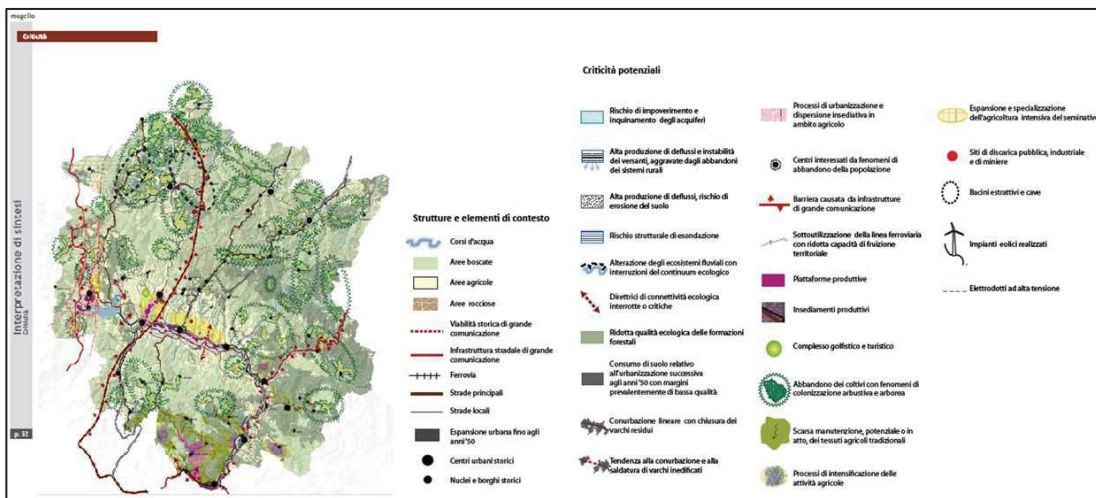 mugello
Criticità
Interpretazione di sintesi
Criticità
p. 52
Strutture e elementi di contesto
Corsi d'acqua
Aree boscate
Aree agricole
Aree rocciose
Viabilità storica di grande
comunicazione
Infrastruttura stradale di grande
comunicazione
Ferrovia
Strade principali
Strade locali
Espansione urbana fino agli
anni '50
Centri urbani storici
Nuclei e borghi storici
Criticità potenziali
Rischio di impoverimento e
inquinamento degli acquiferi
Alta produzione di deflussi e instabilità
dei versanti, aggravate dagli abbandoni
dei sistemi rurali
Alta produzione di deflussi, rischio di
erosione del suolo
Rischio strutturale di esondazione
Alterazione degli ecosistemi fluviali con
interruzioni del continuum ecologico
Direttrici di connettività ecologica
interrotte o critiche
Ridotta qualità ecologica delle formazioni
forestali
Consumo di suolo relativo
all'urbanizzazione successiva
agli anni '50 con margini
prevalentemente di bassa qualità
Conurbazione lineare con chiusura dei
varchi residui
Tendenza alla conurbazione e alla
saldatura di varchi inedificati
Processi di urbanizzazione e
dispersione insediativa in
ambito agricolo
Centri interessati da fenomeni di
abbandono della popolazione
Barriera causata da infrastrutture
di grande comunicazione
Sottoutilizzazione della linea ferroviaria
con ridotta capacità di fruizione
territoriale
Piattaforme produttive
Insediamenti produttivi
Complesso golfistico e turistico
Abbandono dei coltivi con fenomeni di
colonizzazione arbustiva e arborea
Scarsa manutenzione, potenziale o in
atto, dei tessuti agricoli tradizionali
Processi di intensificazione delle
attività agricole
Espansione e specializzazione
dell'agricoltura intensiva del seminativo
Siti di discarica pubblica, industriale
e di miniere
Bacini estrattivi e cave
Impianti eolici realizzati
Elettrodotti ad alta tensione